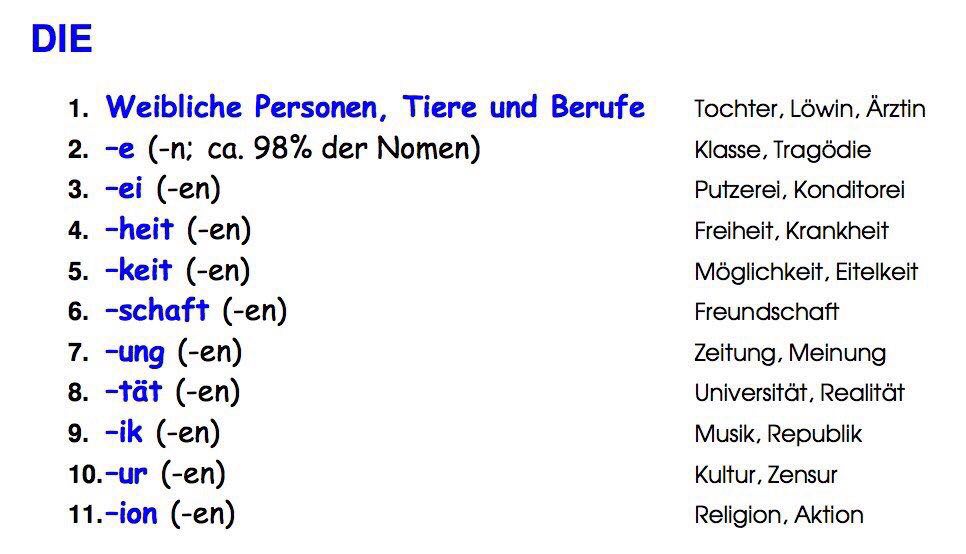 DIE
1. Weibliche Personen, Tiere und Berufe Tochter, Löwin, Ärztin
2. –e (-n; ca. 98% der Nomen) Klasse, Tragödie
3. –ei (-en) Putzerei, Konditorei
4. –heit (-en) Freiheit, Krankheit
5. –keit (-en) Möglichkeit, Eitelkeit
6. –schaft (-en) Freundschaft
7. –ung (-en) Zeitung, Meinung
8. –tät (-en) Universität, Realität
9. –ik (-en) Musik, Republik
10. –ur (-en) Kultur, Zensur
11. –ion (-en) Religion, Aktion